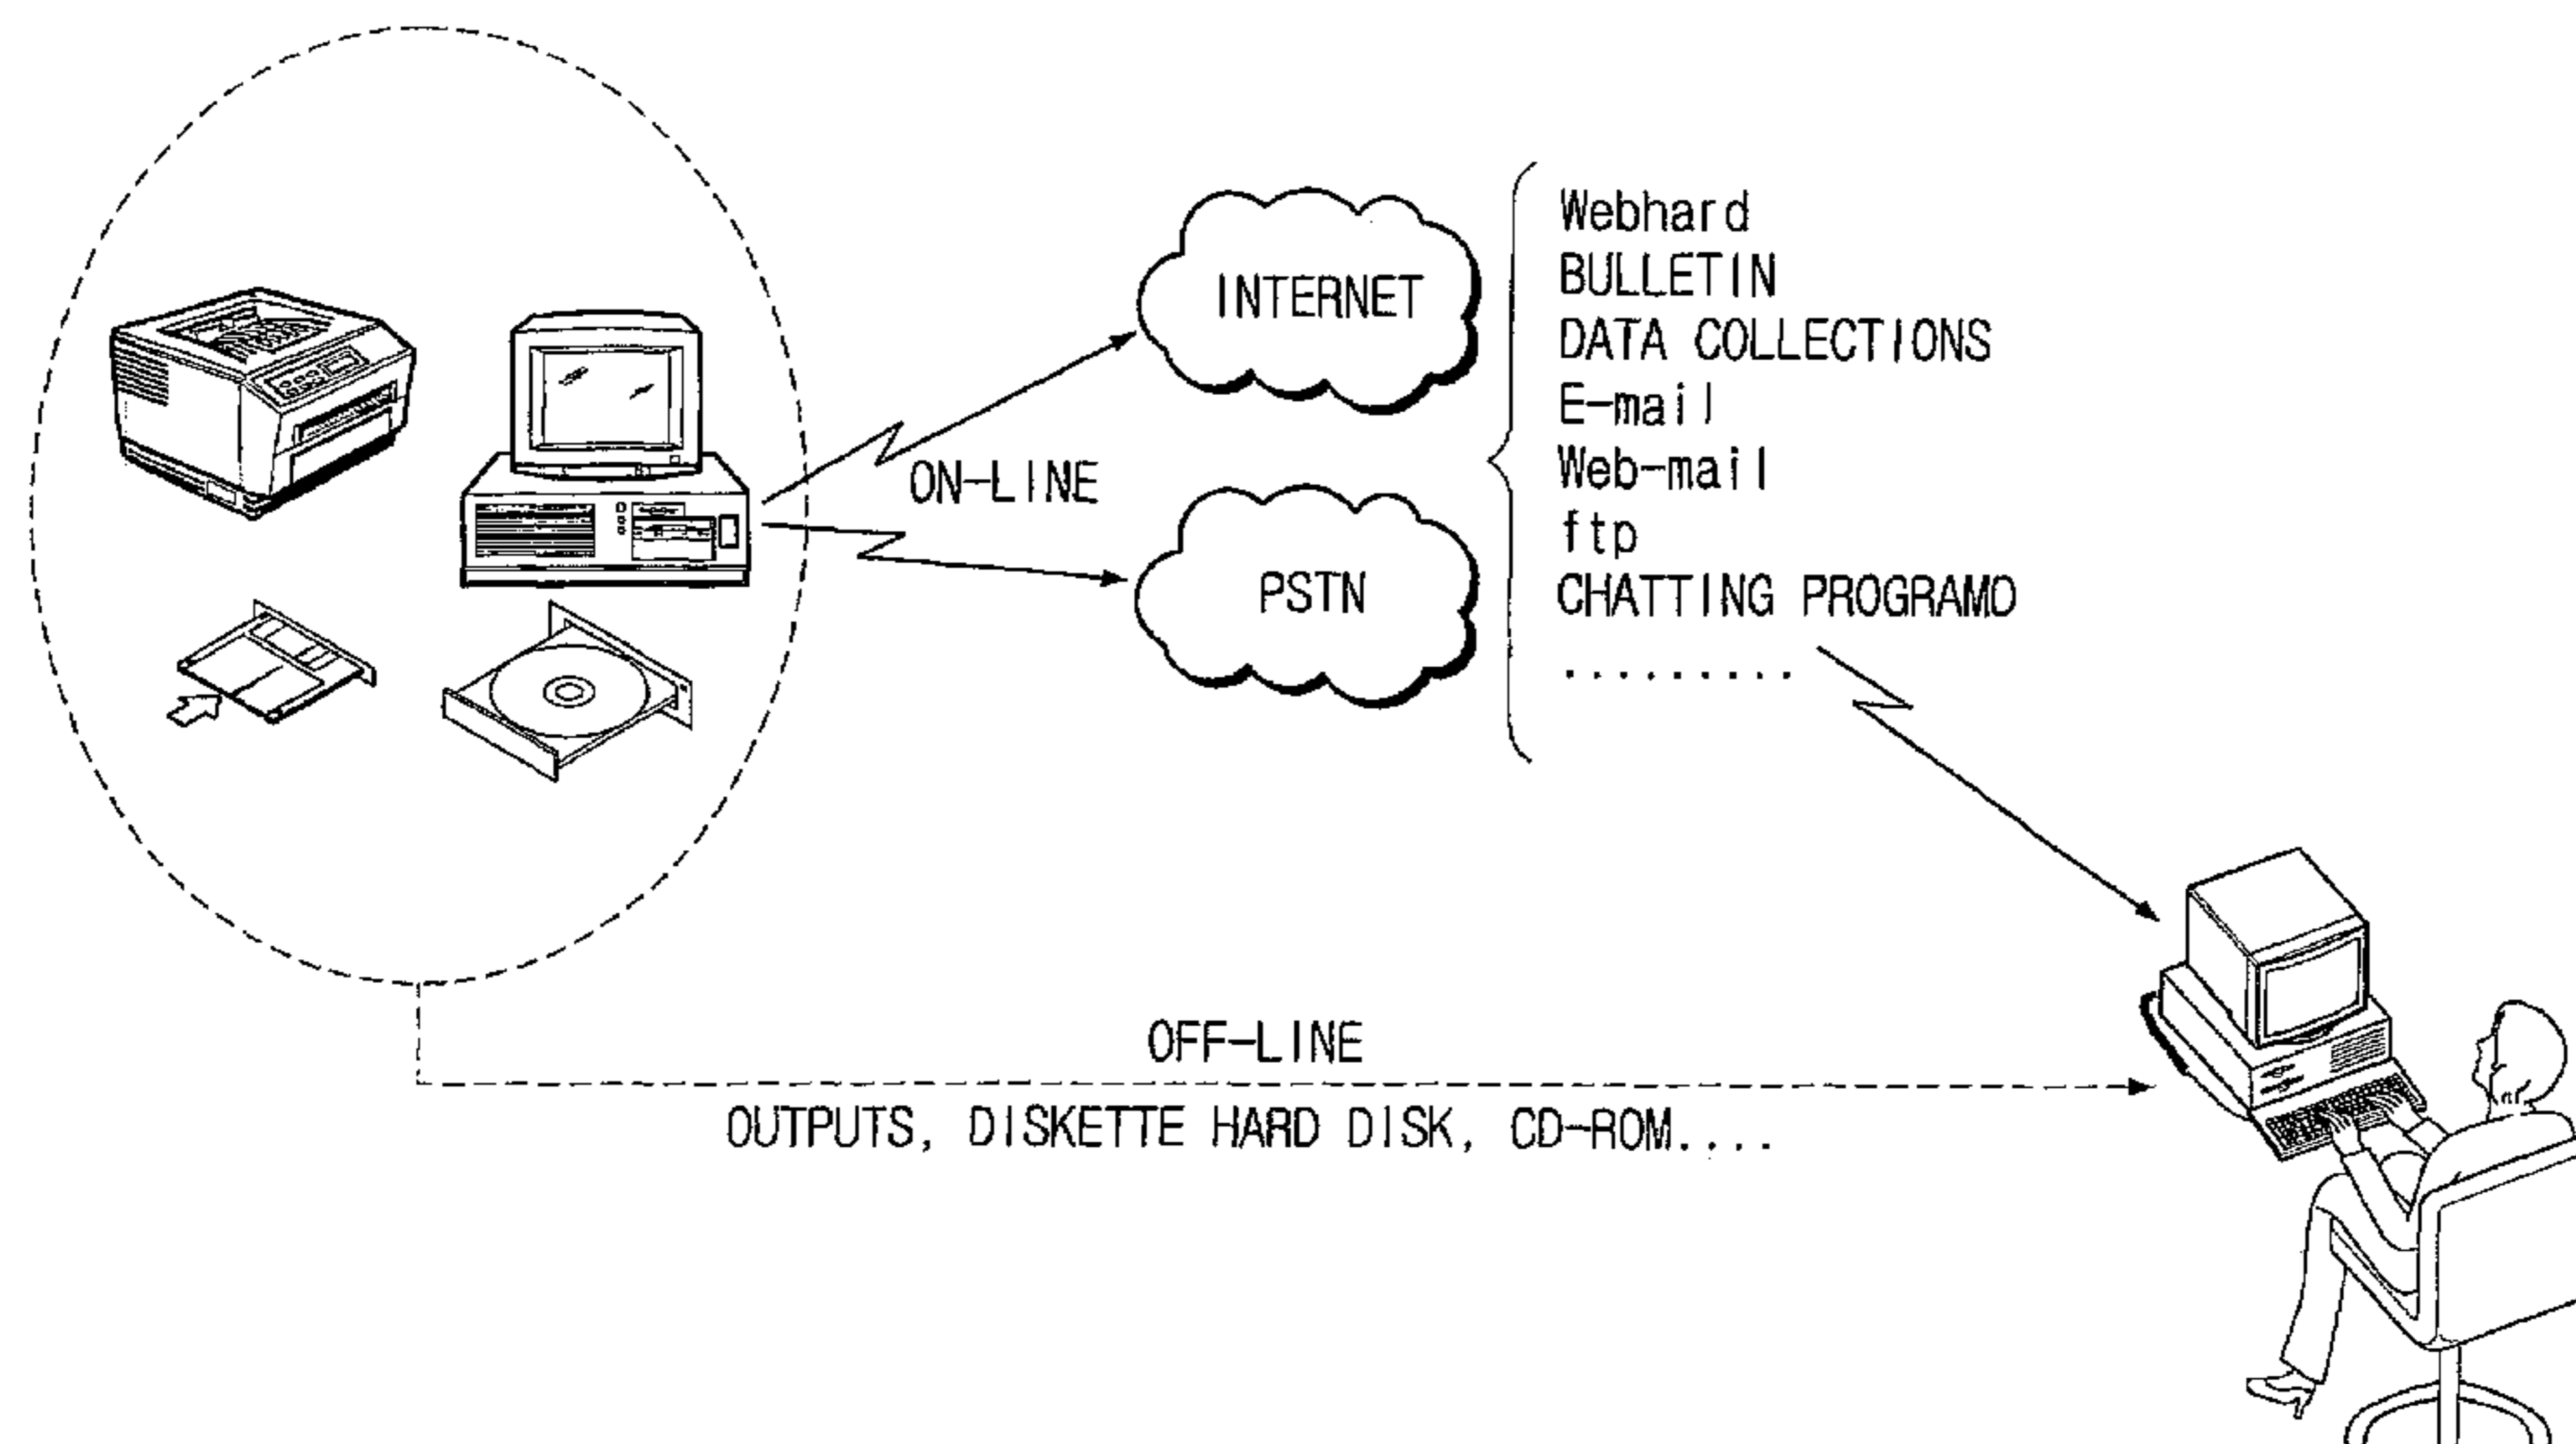 INTERNET
ON-LINE
PSTN
Webhard
BULLETIN
DATA COLLECTIONS
E-mail
Web-mail
ftp
CHATTING PROGRAMD
.........
OFF-LINE
OUTPUTS, DISKETTE HARD DISK, CD-ROM....